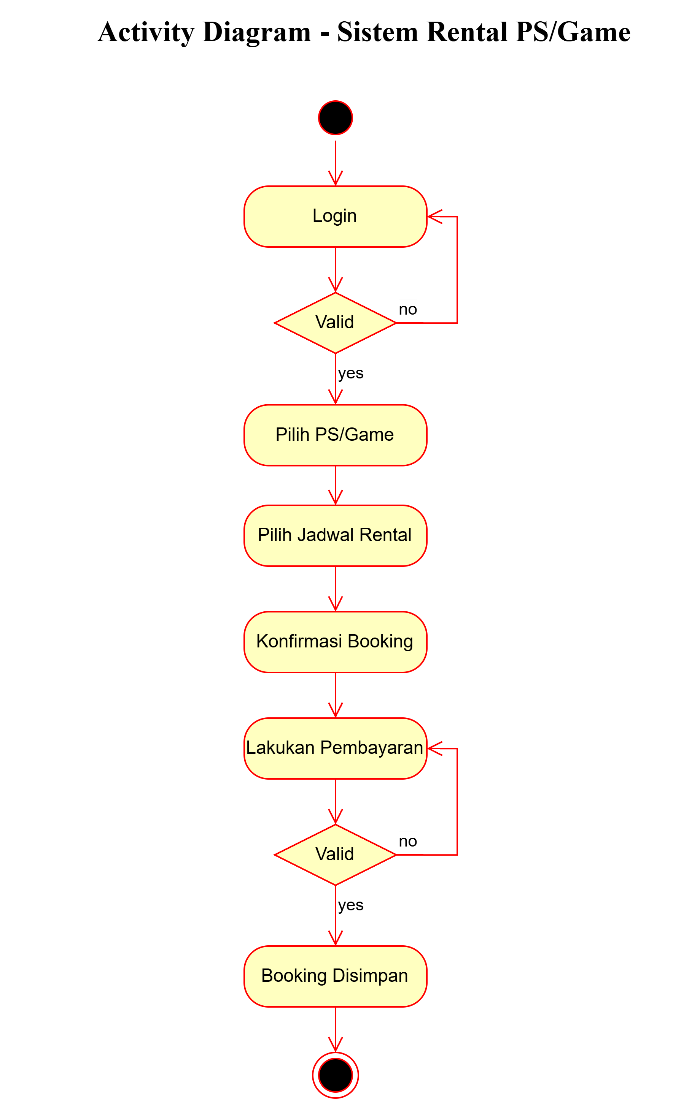 Activity Diagram - Sistem Rental PS/Game
Login
Valid
no
yes
Pilih PS/Game
Pilih Jadwal Rental
Konfirmasi Booking
Lakukan Pembayaran
Valid
no
yes
Booking Disimpan